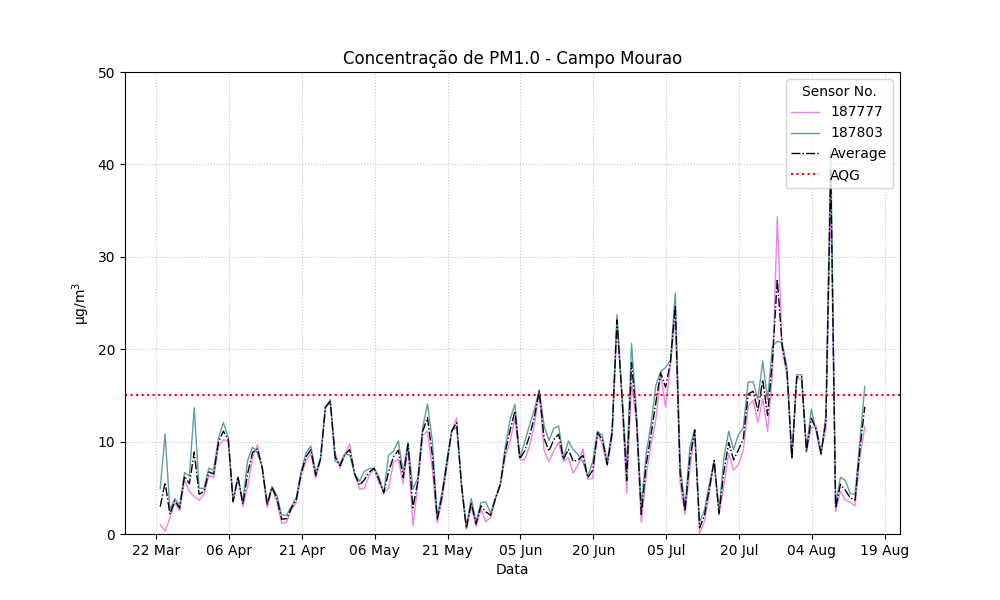 Concentração de PM1.0 - Campo Mourao
50
40
30
20
10
0
µg/m³
Sensor No.
187777
187803
Average
AQG
22 Mar
06 Apr
21 Apr
06 May
21 May
05 Jun
20 Jun
05 Jul
20 Jul
04 Aug
19 Aug
Data